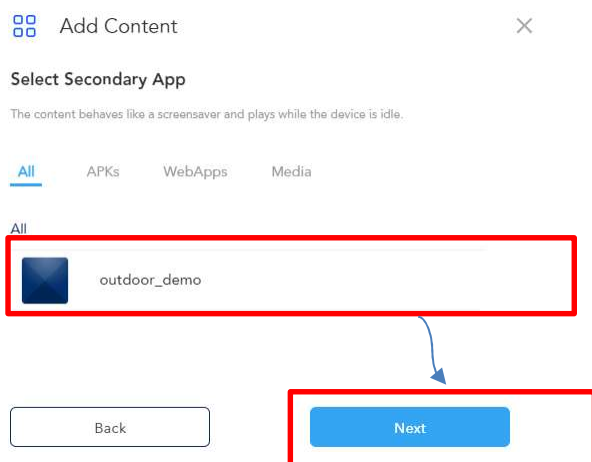 Add Content
Select Secondary App
The content behaves like a screensaver and plays while the device is idle.
All APKs WebApps Media
All
outdoor_demo
Back Next